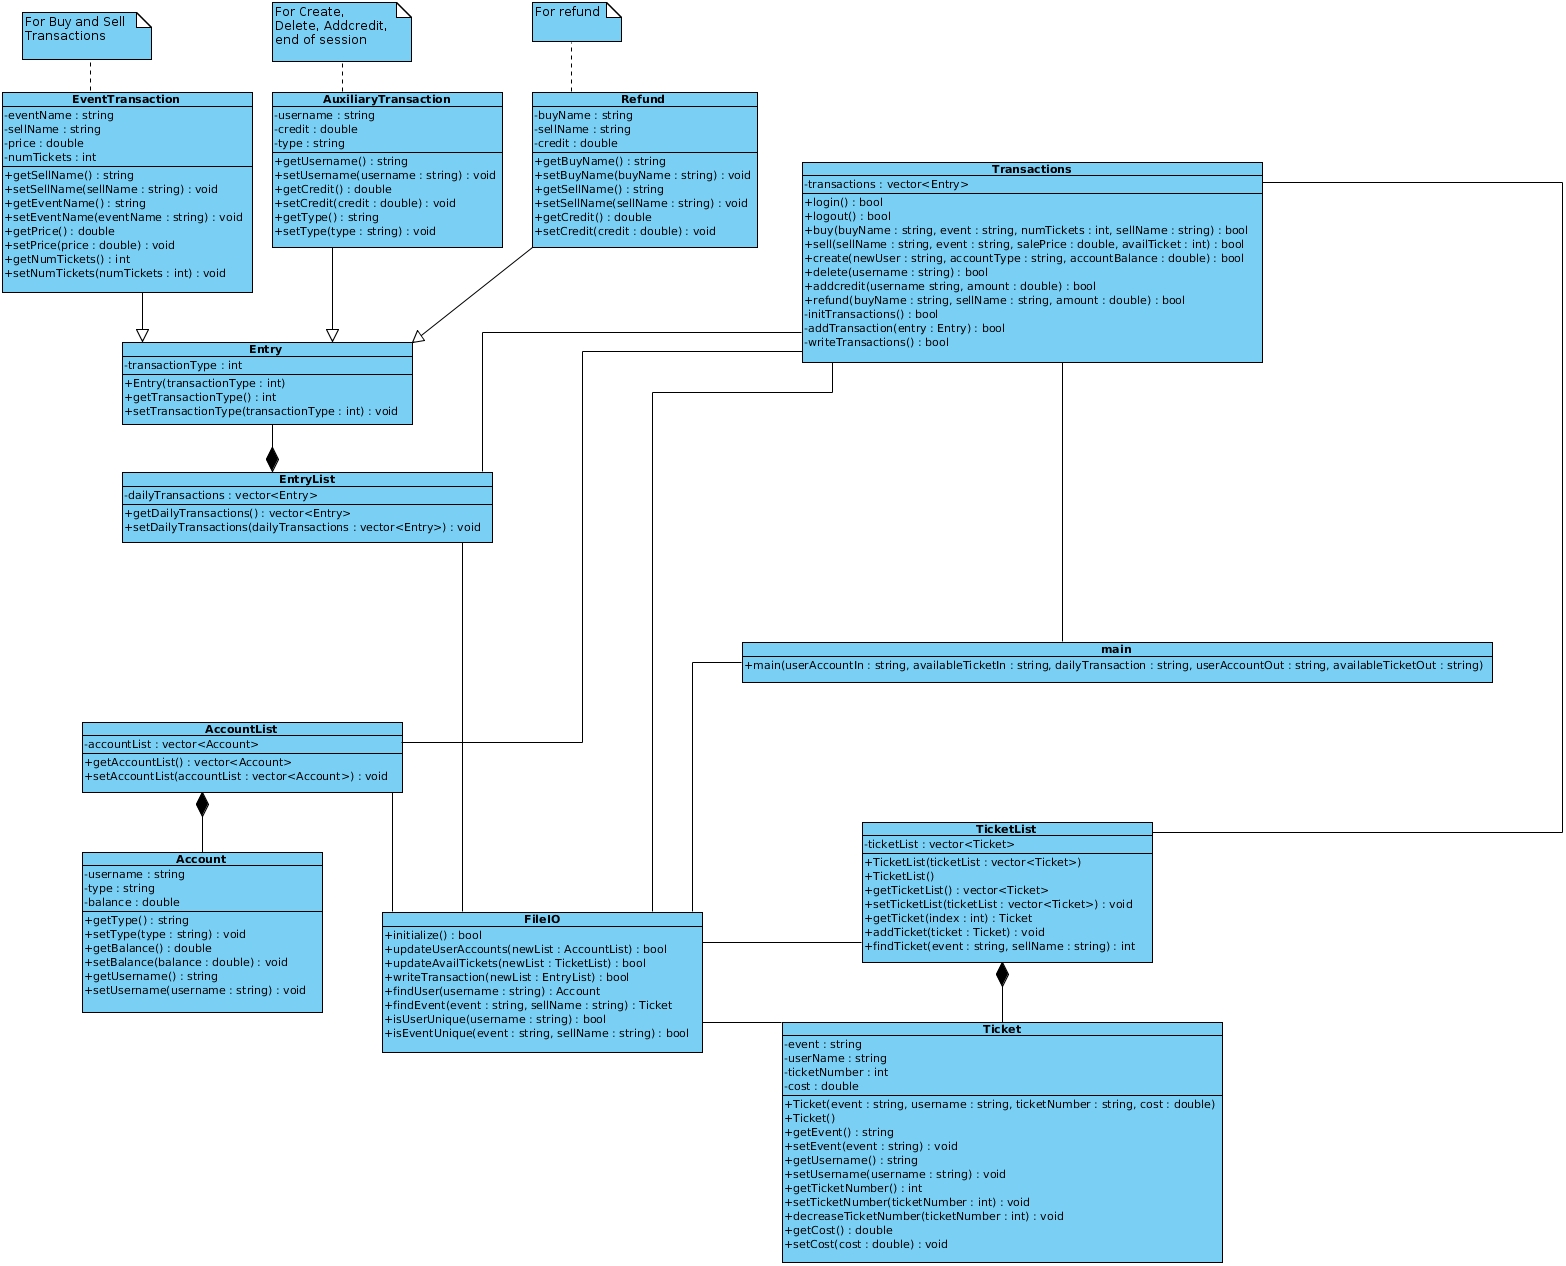 For Buy and Sell
Transactions
For Create,
Delete, Addcredit,
end of session
For refund
EventTransaction
-eventName : string
-sellName : string
-price : double
-numTickets : int
+getSellName() : string
+setSellName(sellName : string) : void
+getEventName() : string
+setEventName(eventName : string) : void
+getPrice() : double
+setPrice(price : double) : void
+getNumTickets() : int
+setNumTickets(numTickets : int) : void
AuxiliaryTransaction
-username : string
-credit : double
-type : string
+getUsername() : string
+setUsername(username : string) : void
+getCredit() : double
+setCredit(credit : double) : void
+getType() : string
+setType(type : string) : void
Refund
-buyName : string
-sellName : string
-credit : double
+getBuyName() : string
+setBuyName(buyName : string) : void
+getSellName() : string
+setSellName(sellName : string) : void
+getCredit() : double
+setCredit(credit : double) : void
Transactions
-transactions : vector<Entry>
+login() : bool
+logout() : bool
+buy(buyName : string, event : string, numTickets : int, sellName : string) : bool
+sell(sellName : string, event : string, salePrice : double, availTicket : int) : bool
+create(newUser : string, accountType : string, accountBalance : double) : bool
+delete(username : string) : bool
+addcredit(username string, amount : double) : bool
+refund(buyName : string, sellName : string, amount : double) : bool
-initTransactions() : bool
-addTransaction(entry : Entry) : bool
-writeTransactions() : bool
Entry
-transactionType : int
+Entry(transactionType : int)
+getTransactionType() : int
+setTransactionType(transactionType : int) : void
EntryList
-dailyTransactions : vector<Entry>
+getDailyTransactions() : vector<Entry>
+setDailyTransactions(dailyTransactions : vector<Entry>) : void
main
+main(userAccountIn : string, availableTicketIn : string, dailyTransaction : string, userAccountOut : string, availableTicketOut : string)
AccountList
-accountList : vector<Account>
+getAccountList() : vector<Account>
+setAccountList(accountList : vector<Account>) : void
Account
-username : string
-type : string
-balance : double
+getType() : string
+setType(type : string) : void
+getBalance() : double
+setBalance(balance : double) : void
+getUsername() : string
+setUsername(username : string) : void
TicketList
-ticketList : vector<Ticket>
+TicketList(ticketList : vector<Ticket>)
+TicketList()
+getTicketList() : vector<Ticket>
+setTicketList(ticketList : vector<Ticket>) : void
+getTicket(index : int) : Ticket
+addTicket(ticket : Ticket) : void
+findTicket(event : string, sellName : string) : int
FileIO
+initialize() : bool
+updateUserAccounts(newList : AccountList) : bool
+updateAvailTickets(newList : TicketList) : bool
+writeTransaction(newList : EntryList) : bool
+findUser(username : string) : Account
+findEvent(event : string, sellName : string) : Ticket
+isUserUnique(username : string) : bool
+isEventUnique(event : string, sellName : string) : bool
Ticket
-event : string
-userName : string
-ticketNumber : int
-cost : double
+Ticket(event : string, username : string, ticketNumber : string, cost : double)
+Ticket()
+getEvent() : string
+setEvent(event : string) : void
+getUsername() : string
+setUsername(username : string) : void
+getTicketNumber() : int
+setTicketNumber(ticketNumber : int) : void
+decreaseTicketNumber(ticketNumber : int) : void
+getCost() : double
+setCost(cost : double) : void